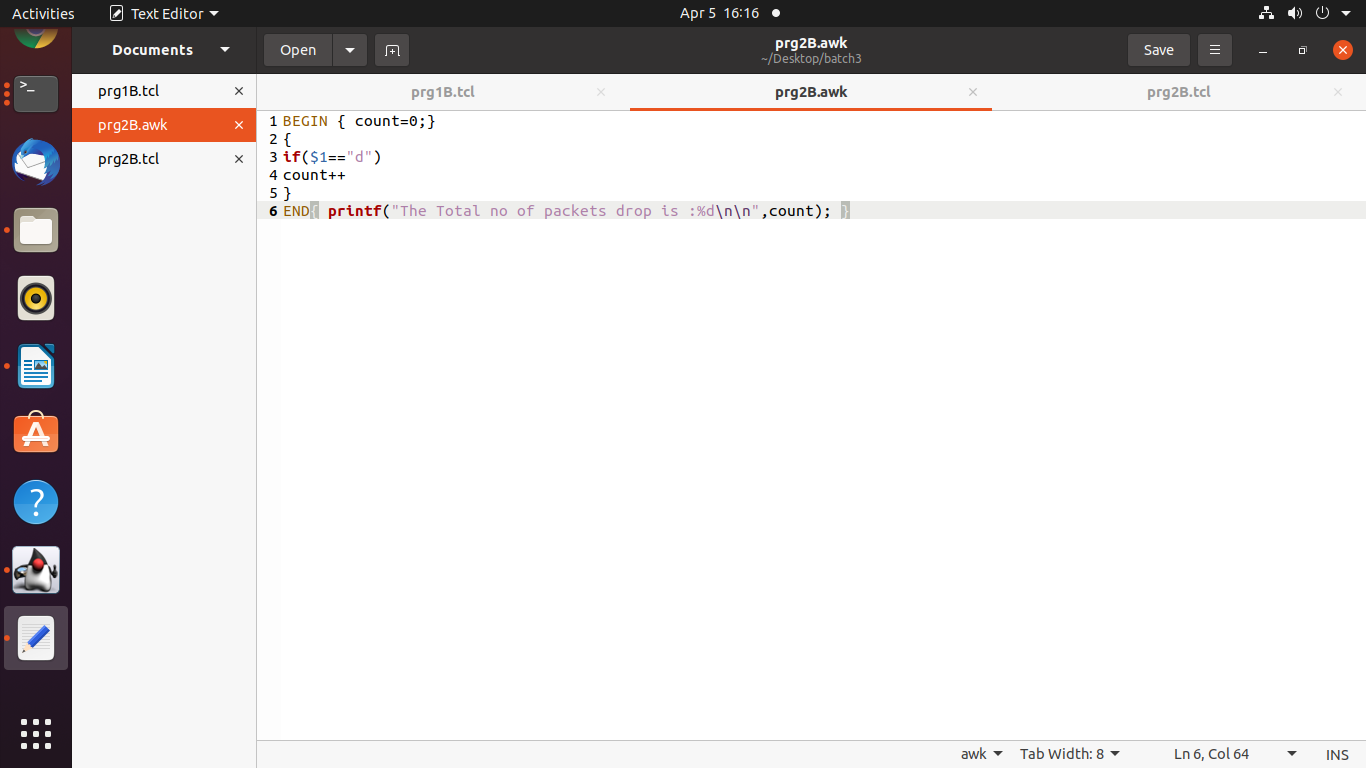 Activities Text Editor Apr 5 16:16
Documents Open prg2B.awk Save
~/Desktop/batch3
prg1B.tcl
prg2B.awk
prg2B.tcl
prg1B.tcl prg2B.awk prg2B.tcl
1 BEGIN { count=0;}
2 {
3 if($1=="d")
4 count++
5 }
6 END{ printf("The Total no of packets drop is :%d\n\n",count); }
awk Tab Width: 8 Ln 6, Col 64 INS